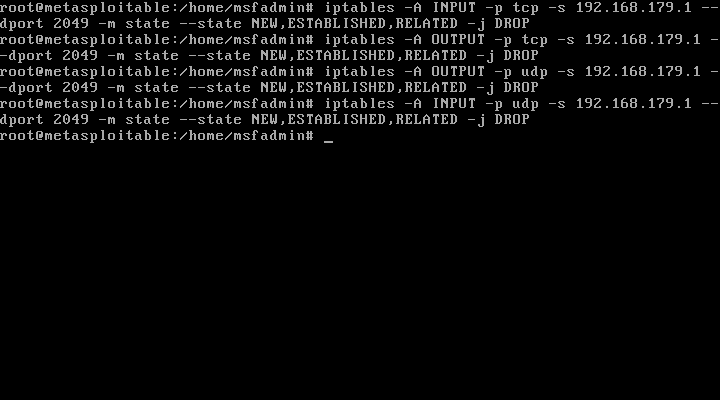 root@metasploitable:/home/msfadmin# iptables -A INPUT -p tcp -s 192.168.179.1 --
dport 2049 -m state --state NEW,ESTABLISHED,RELATED -j DROP
root@metasploitable:/home/msfadmin# iptables -A OUTPUT -p tcp -s 192.168.179.1 -
-dport 2049 -m state --state NEW,ESTABLISHED,RELATED -j DROP
root@metasploitable:/home/msfadmin# iptables -A OUTPUT -p udp -s 192.168.179.1 -
-dport 2049 -m state --state NEW,ESTABLISHED,RELATED -j DROP
root@metasploitable:/home/msfadmin# iptables -A INPUT -p udp -s 192.168.179.1 --
dport 2049 -m state --state NEW,ESTABLISHED,RELATED -j DROP
root@metasploitable:/home/msfadmin# _